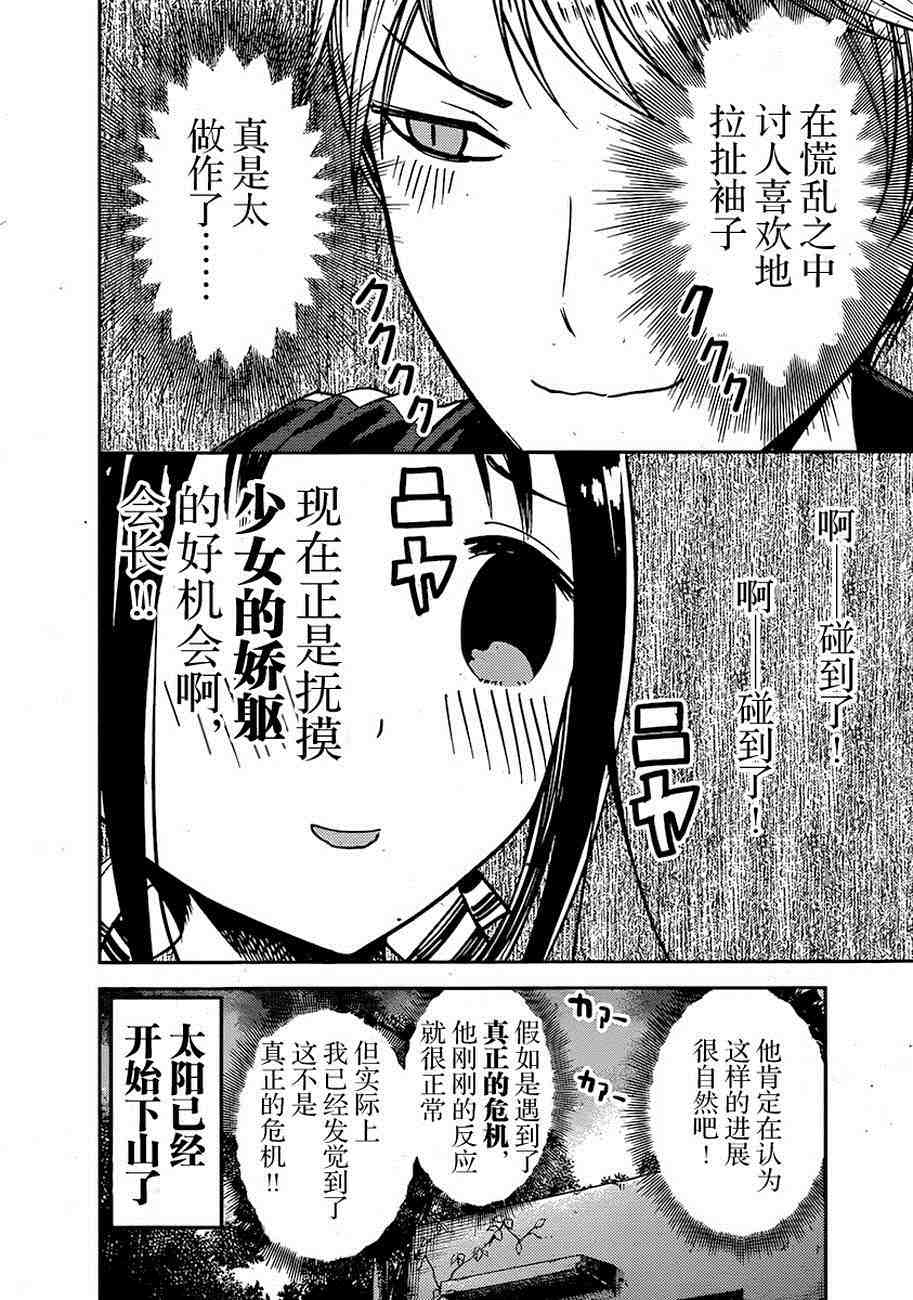 在慌乱之中
讨人喜欢地
拉扯袖子
真是太
做作了……
ククク
ククク
啊——碰到了！
啊——碰到了！
ニヤ
ニヤ
现在正是抚摸
少女的娇躯
的好机会啊，
会长！！
他肯定在认为
这样的进展
很自然吧！
カァー
カァー
假如是遇到了
真正的危机，
他刚刚的反应
就很正常
但实际上
我已经发觉到了
这不是
真正的危机！！
太阳已经
开始下山了